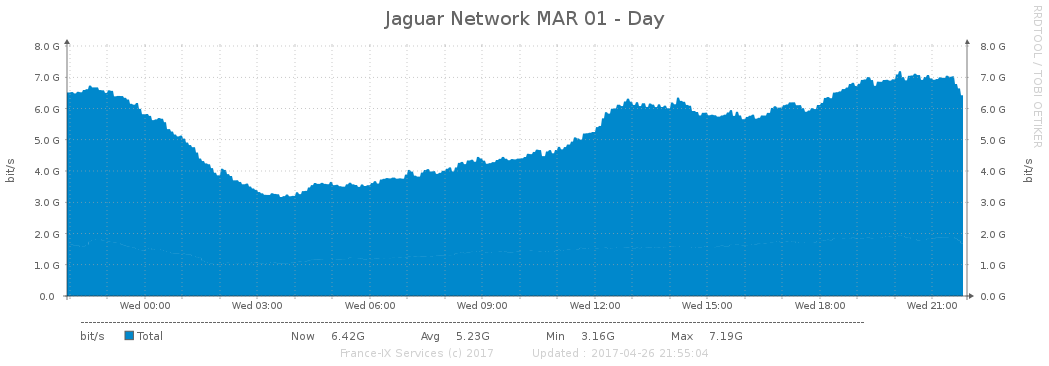 Jaguar Network MAR 01 - Day
RRDTOOL / TOBI OETIKER
8.0 G 8.0 G
7.0 G 7.0 G
6.0 G 6.0 G
5.0 G 5.0 G
4.0 G 4.0 G
3.0 G 3.0 G
2.0 G 2.0 G
1.0 G 1.0 G
0.0 0.0 G
bit/s bit/s
Wed 00:00 Wed 03:00 Wed 06:00 Wed 09:00 Wed 12:00 Wed 15:00 Wed 18:00 Wed 21:00
bit/s Total Now 6.42G Avg 5.23G Min 3.16G Max 7.19G
France-IX Services (c) 2017 Updated : 2017-04-26 21:55:04